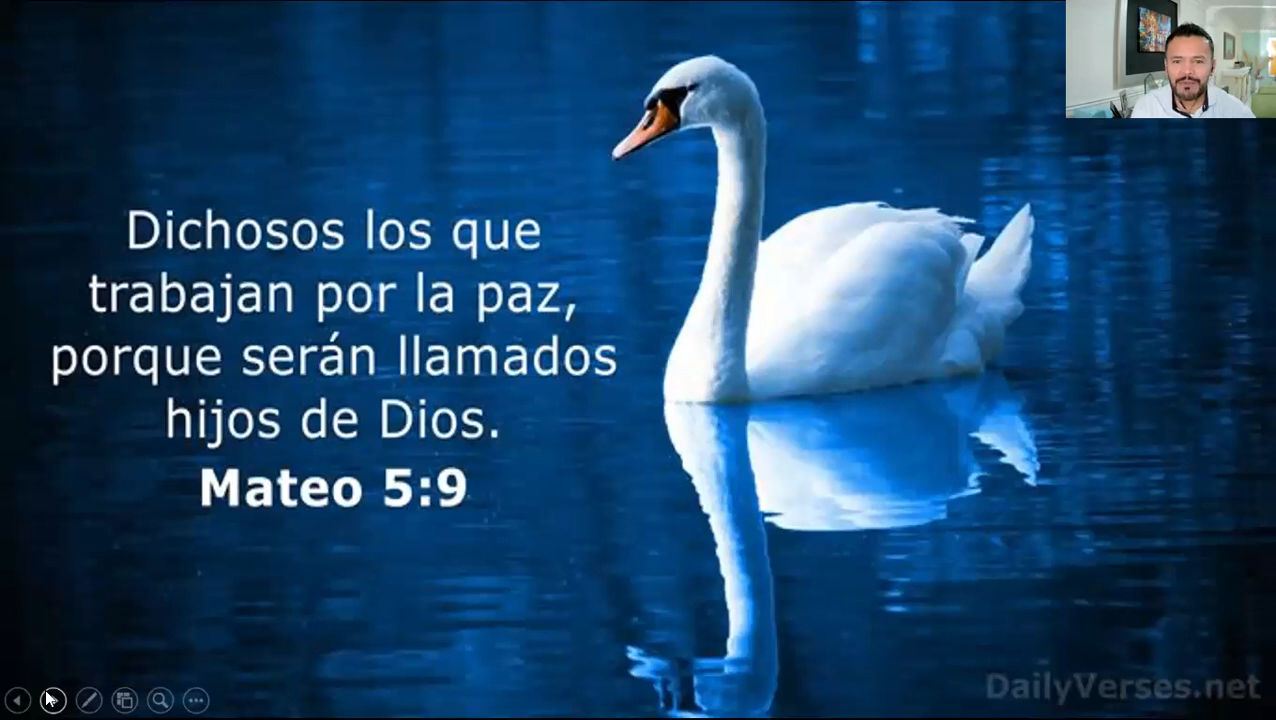 Dichosos los que
trabajan por la paz,
porque serán llamados
hijos de Dios.
Mateo 5:9
DailyVerses.net